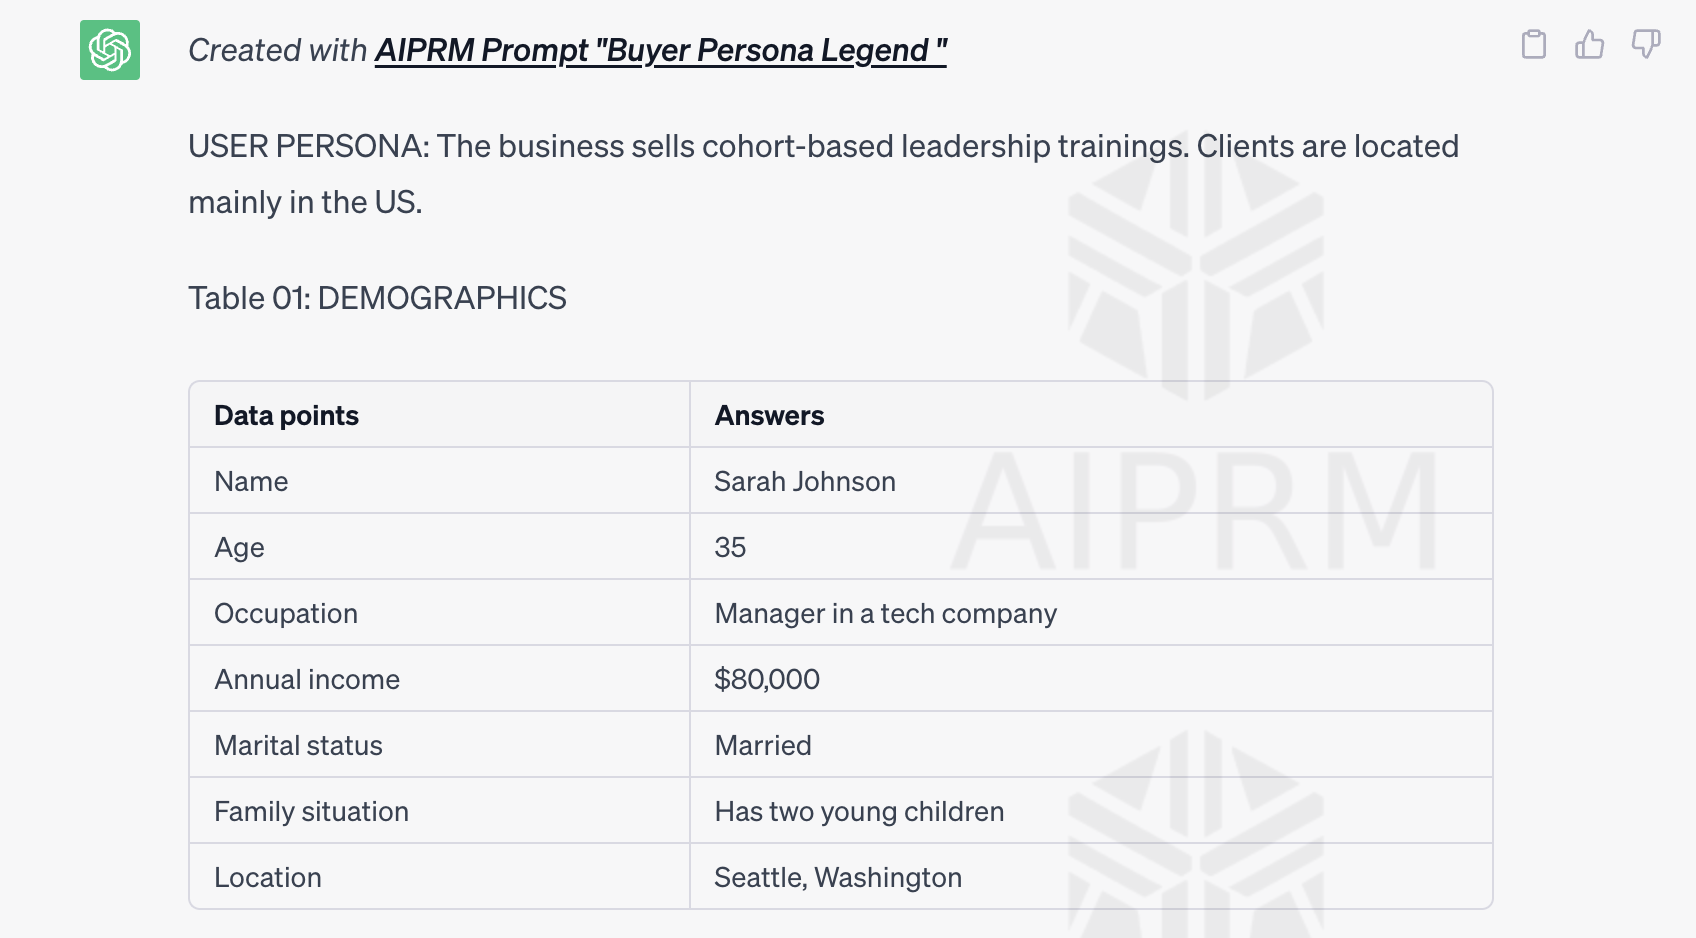 Created with AIPRM Prompt "Buyer Persona Legend "
USER PERSONA: The business sells cohort-based leadership trainings. Clients are located
mainly in the US.
Table 01: DEMOGRAPHICS
Data points Answers
Name Sarah Johnson
AIPRM
Age 35
Occupation Manager in a tech company
Annual income $80,000
Marital status Married
Family situation Has two young children
Location Seattle, Washington